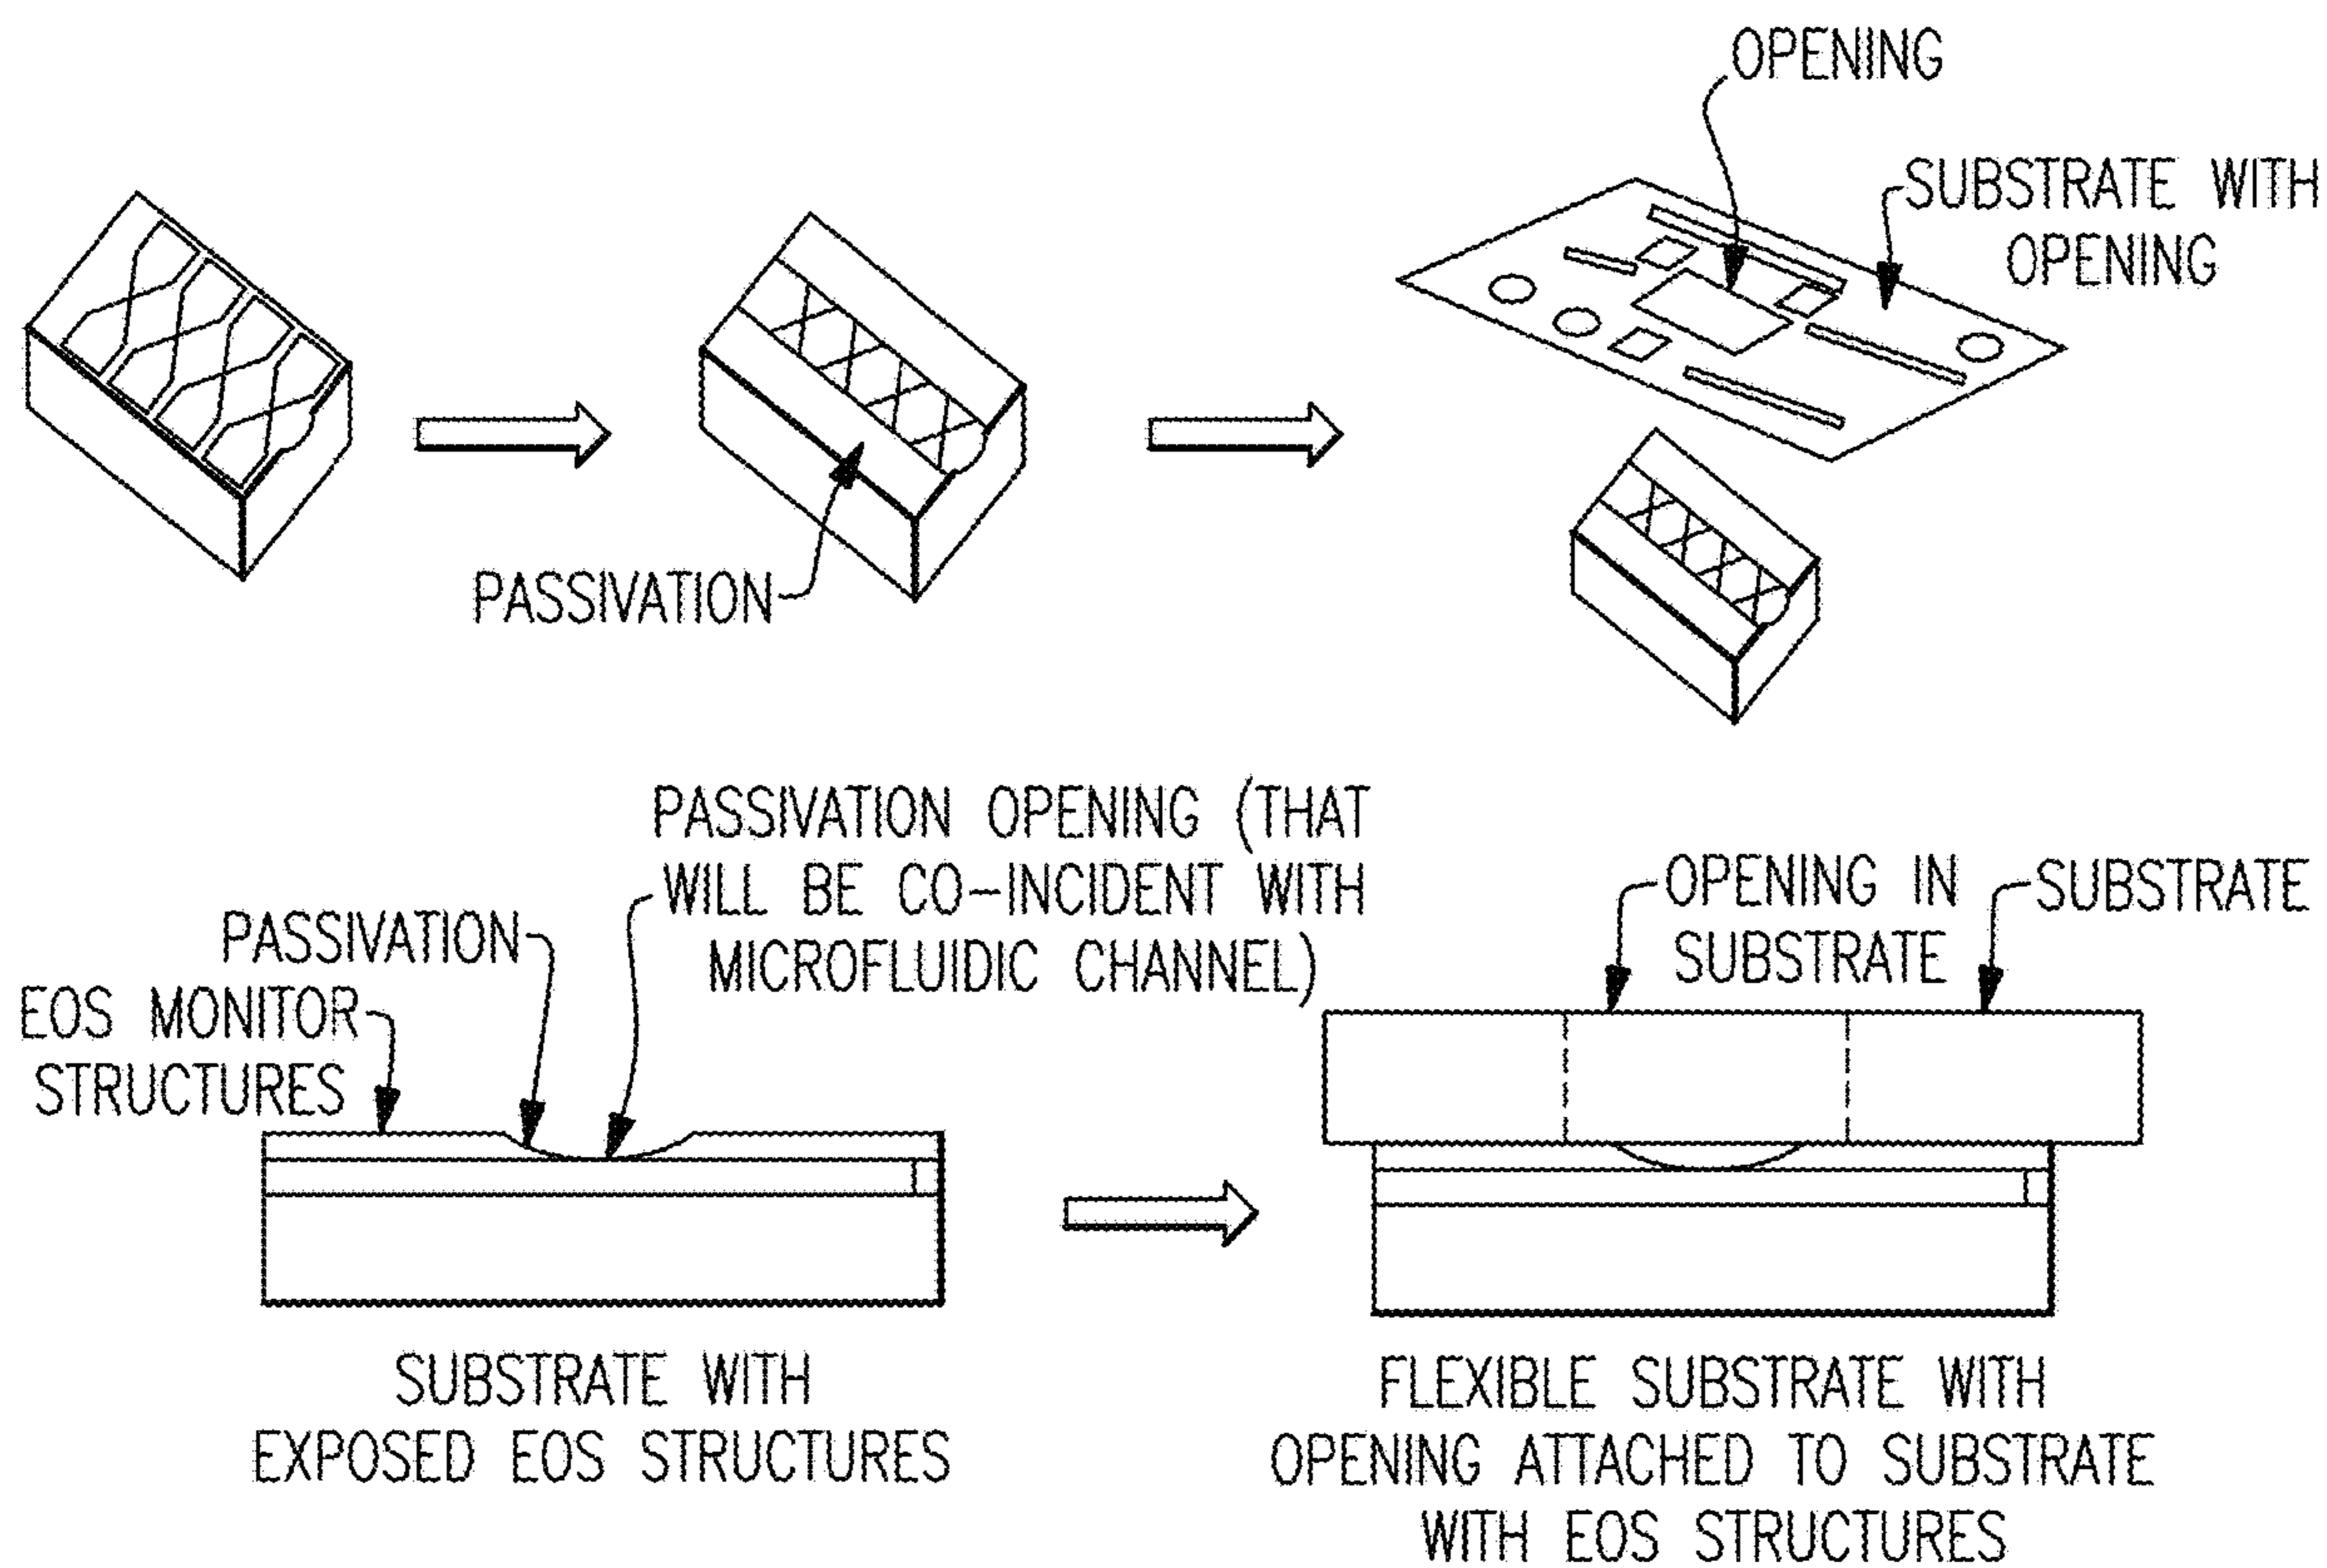 OPENING
SUBSTRATE WITH
OPENING
PASSIVATION
PASSIVATION OPENING (THAT
WILL BE CO-INCIDENT WITH
MICROFLUIDIC CHANNEL)
PASSIVATION
EOS MONITOR
STRUCTURES
OPENING IN
SUBSTRATE
SUBSTRATE
SUBSTRATE WITH
EXPOSED EOS STRUCTURES
FLEXIBLE SUBSTRATE WITH
OPENING ATTACHED TO SUBSTRATE
WITH EOS STRUCTURES